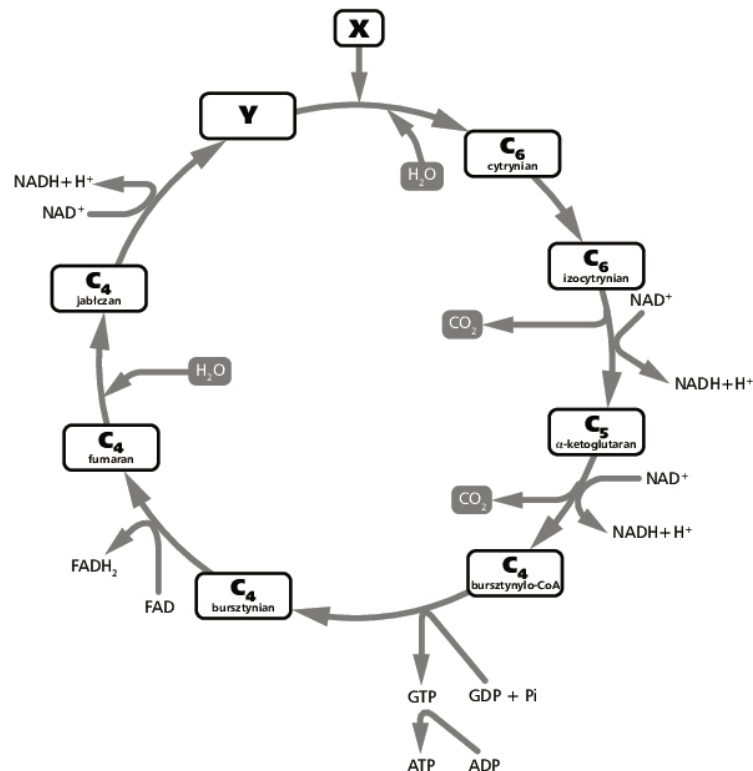 X
Y
C₆
cytrynian
H₂O
NADH+H⁺
NAD⁺
C₆
izocytrynian
NAD⁺
C₄
jabłczan
CO₂
H₂O
NADH+H⁺
C₅
α-ketoglutaran
C₄
fumaran
NAD⁺
CO₂
NADH+H⁺
FADH₂
C₄
bursztynylo-CoA
C₄
bursztynian
FAD
GTP
GDP + Pi
ATP
ADP